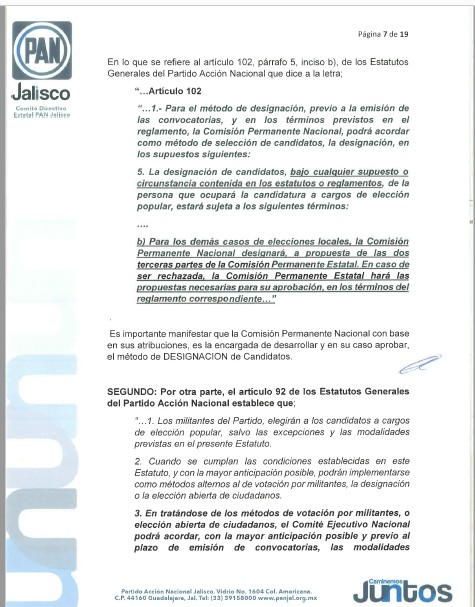 Página 7 de 19
PAN
Jalisco
Comité Directivo
Estatal PAN Jalisco
En lo que se refiere al artículo 102, párrafo 5, inciso b), de los Estatutos
Generales del Partido Acción Nacional que dice a la letra;
“…Artículo 102
“…1.- Para el método de designación, previo a la emisión de
las convocatorias, y en los términos previstos en el
reglamento, la Comisión Permanente Nacional, podrá acordar
como método de selección de candidatos, la designación, en
los supuestos siguientes:
5. La designación de candidatos, bajo cualquier supuesto o
circunstancia contenida en los estatutos o reglamentos, de la
persona que ocupará la candidatura a cargos de elección
popular, estará sujeta a los siguientes términos:
....
b) Para los demás casos de elecciones locales, la Comisión
Permanente Nacional designará, a propuesta de las dos
terceras partes de la Comisión Permanente Estatal. En caso de
ser rechazada, la Comisión Permanente Estatal hará las
propuestas necesarias para su aprobación, en los términos del
reglamento correspondiente…”
Es importante manifestar que la Comisión Permanente Nacional con base
en sus atribuciones, es la encargada de desarrollar y en su caso aprobar,
el método de DESIGNACION de Candidatos.
SEGUNDO: Por otra parte, el artículo 92 de los Estatutos Generales
del Partido Acción Nacional establece que;
“…1. Los militantes del Partido, elegirán a los candidatos a cargos
de elección popular, salvo las excepciones y las modalidades
previstas en el presente Estatuto.
2. Cuando se cumplan las condiciones establecidas en este
Estatuto, y con la mayor anticipación posible, podrán implementarse
como métodos alternos al de votación por militantes, la designación
o la elección abierta de ciudadanos.
3. En tratándose de los métodos de votación por militantes, o
elección abierta de ciudadanos, el Comité Ejecutivo Nacional
podrá acordar, con la mayor anticipación posible y previo al
plazo de emisión de convocatorias, las modalidades
Partido Acción Nacional Domicilio Vidrio No. 1604 Col. Americana.
C.P. 44160 Guadalajara, Jal. Tel: (33) 39158000 www.panjal.org.mx
Caminemos
Juntos